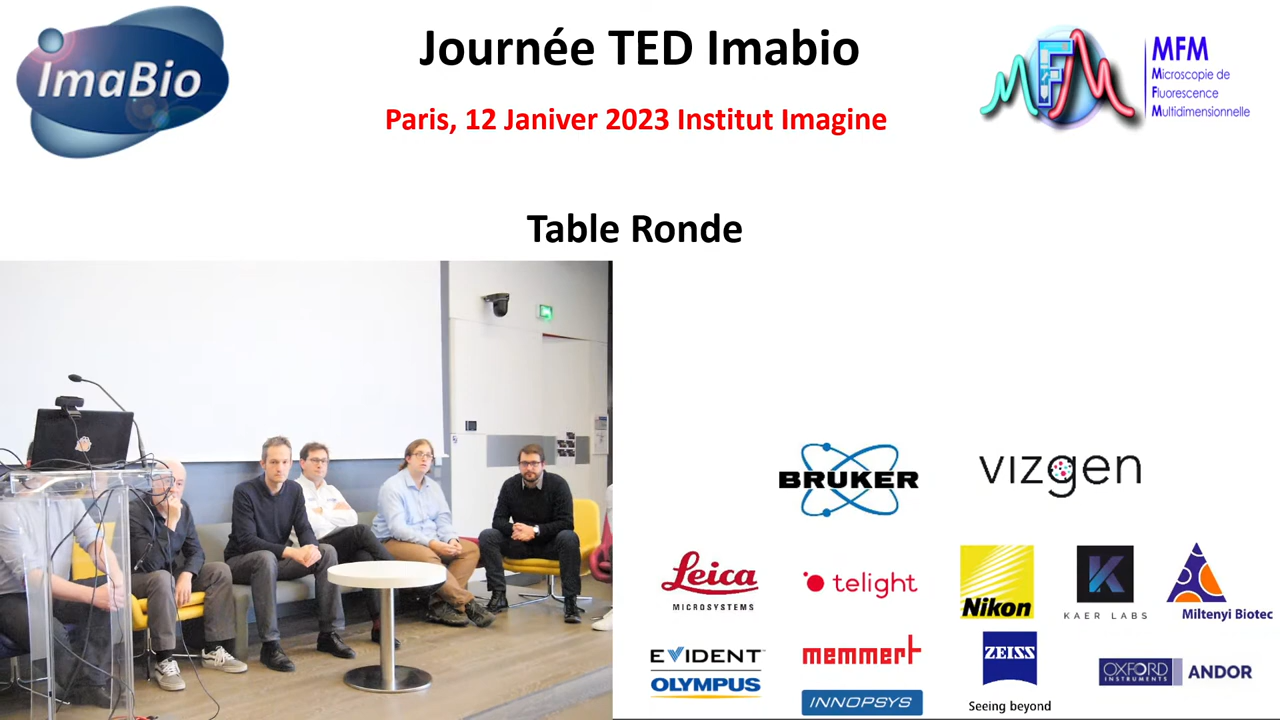 ImaBio
Journée TED Imabio
Paris, 12 Janiver 2023 Institut Imagine
MFM
Microscopie de
Fluorescence
Multidimensionnelle
Table Ronde
BRUKER
vizgen
Leica
MICROSYSTEMS
telight
Nikon
KAER LABS
Miltenyi Biotec
EVIDENT™
OLYMPUS
memmert
INNOPSYS
ZEISS
Seeing beyond
OXFORD
INSTRUMENTS
ANDOR